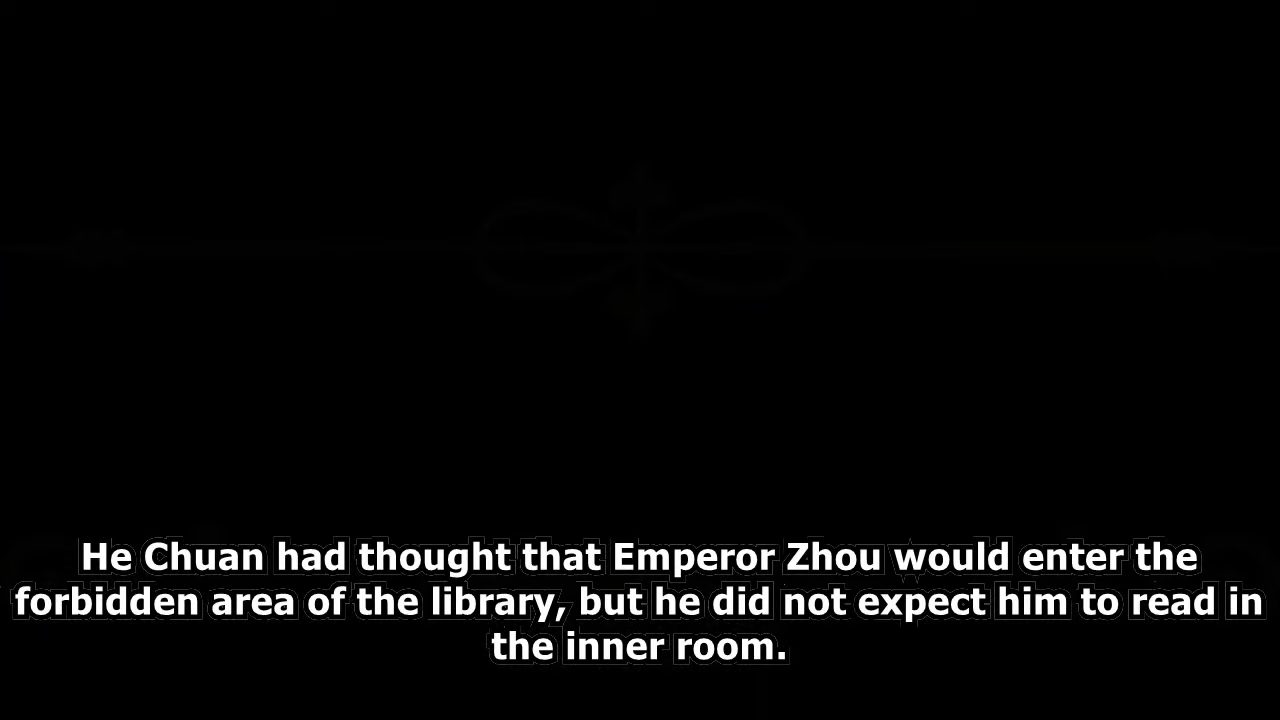 He Chuan had thought that Emperor Zhou would enter the
forbidden area of the library, but he did not expect him to read in
the inner room.